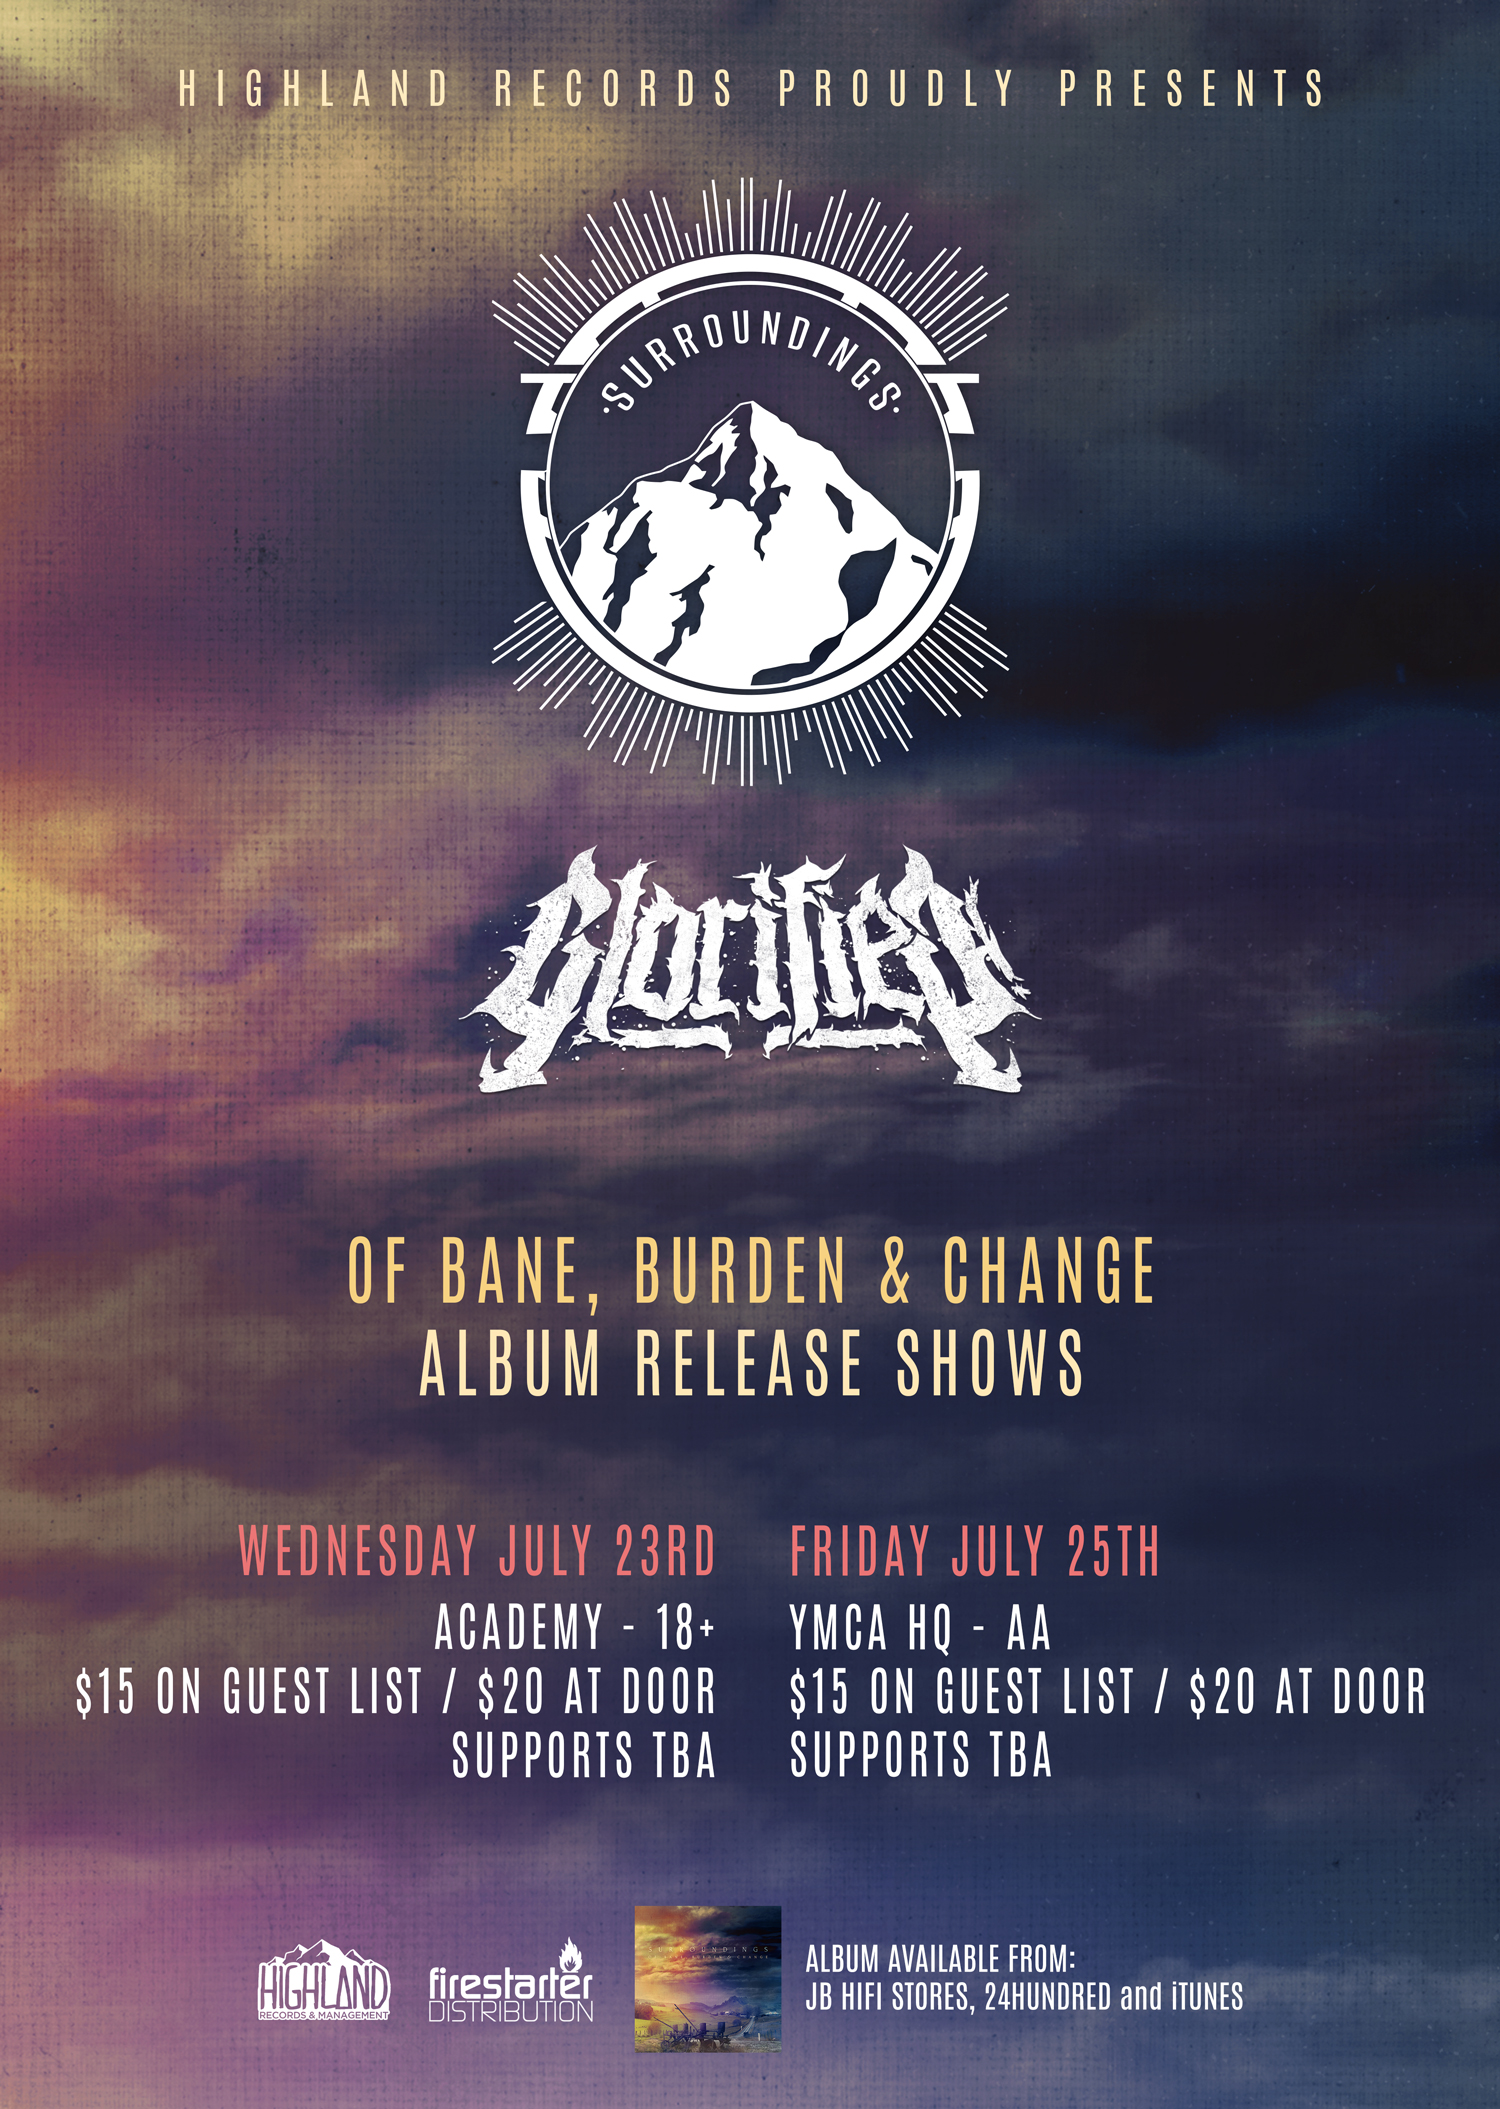 HIGHLAND RECORDS PROUDLY PRESENTS
·SURROUNDINGS·
Glorified
OF BANE, BURDEN & CHANGE
ALBUM RELEASE SHOWS
WEDNESDAY JULY 23RD
ACADEMY - 18+
$15 ON GUEST LIST / $20 AT DOOR
SUPPORTS TBA
FRIDAY JULY 25TH
YMCA HQ - AA
$15 ON GUEST LIST / $20 AT DOOR
SUPPORTS TBA
HIGHLAND
RECORDS & MANAGEMENT
firestarter
DISTRIBUTION
SURROUNDINGS
ALBUM AVAILABLE FROM:
JB HIFI STORES, 24HUNDRED and iTUNES